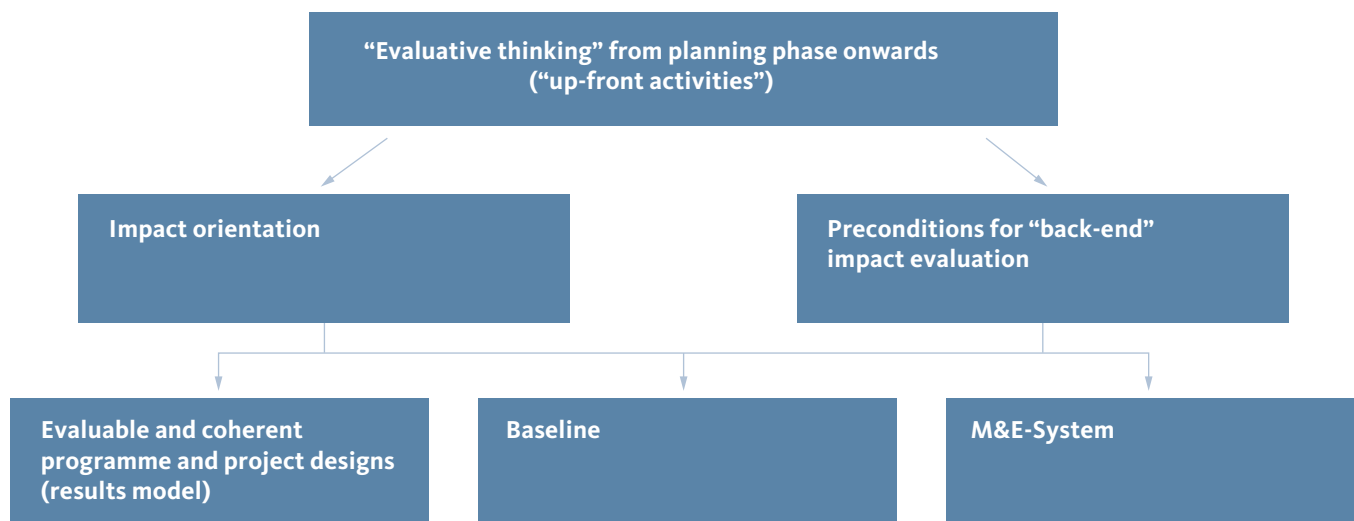 “Evaluative thinking” from planning phase onwards
(“up-front activities”)
Impact orientation
Preconditions for “back-end”
impact evaluation
Evaluable and coherent
programme and project designs
(results model)
Baseline
M&E-System